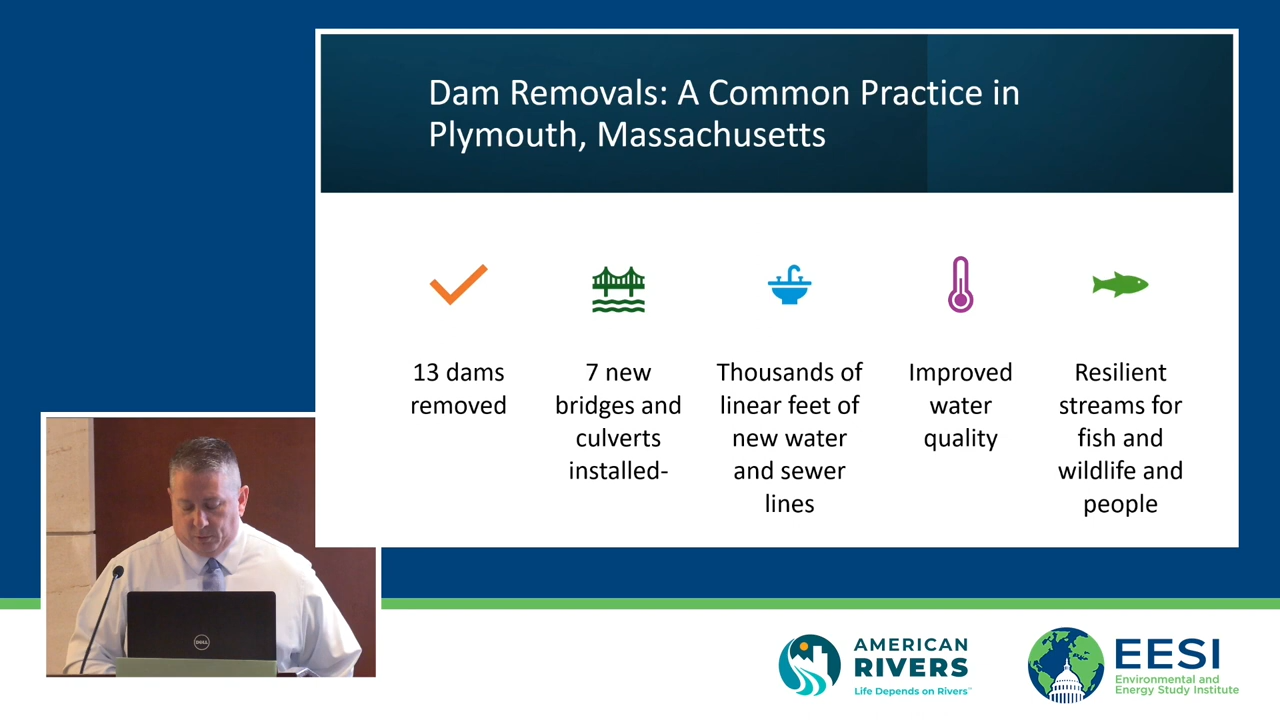 Dam Removals: A Common Practice in
Plymouth, Massachusetts
13 dams
removed
7 new
bridges and
culverts
installed-
Thousands of
linear feet of
new water
and sewer
lines
Improved
water
quality
Resilient
streams for
fish and
wildlife and
people
DELL
AMERICAN
RIVERS
Life Depends on Rivers™
EESI
Environmental and
Energy Study Institute